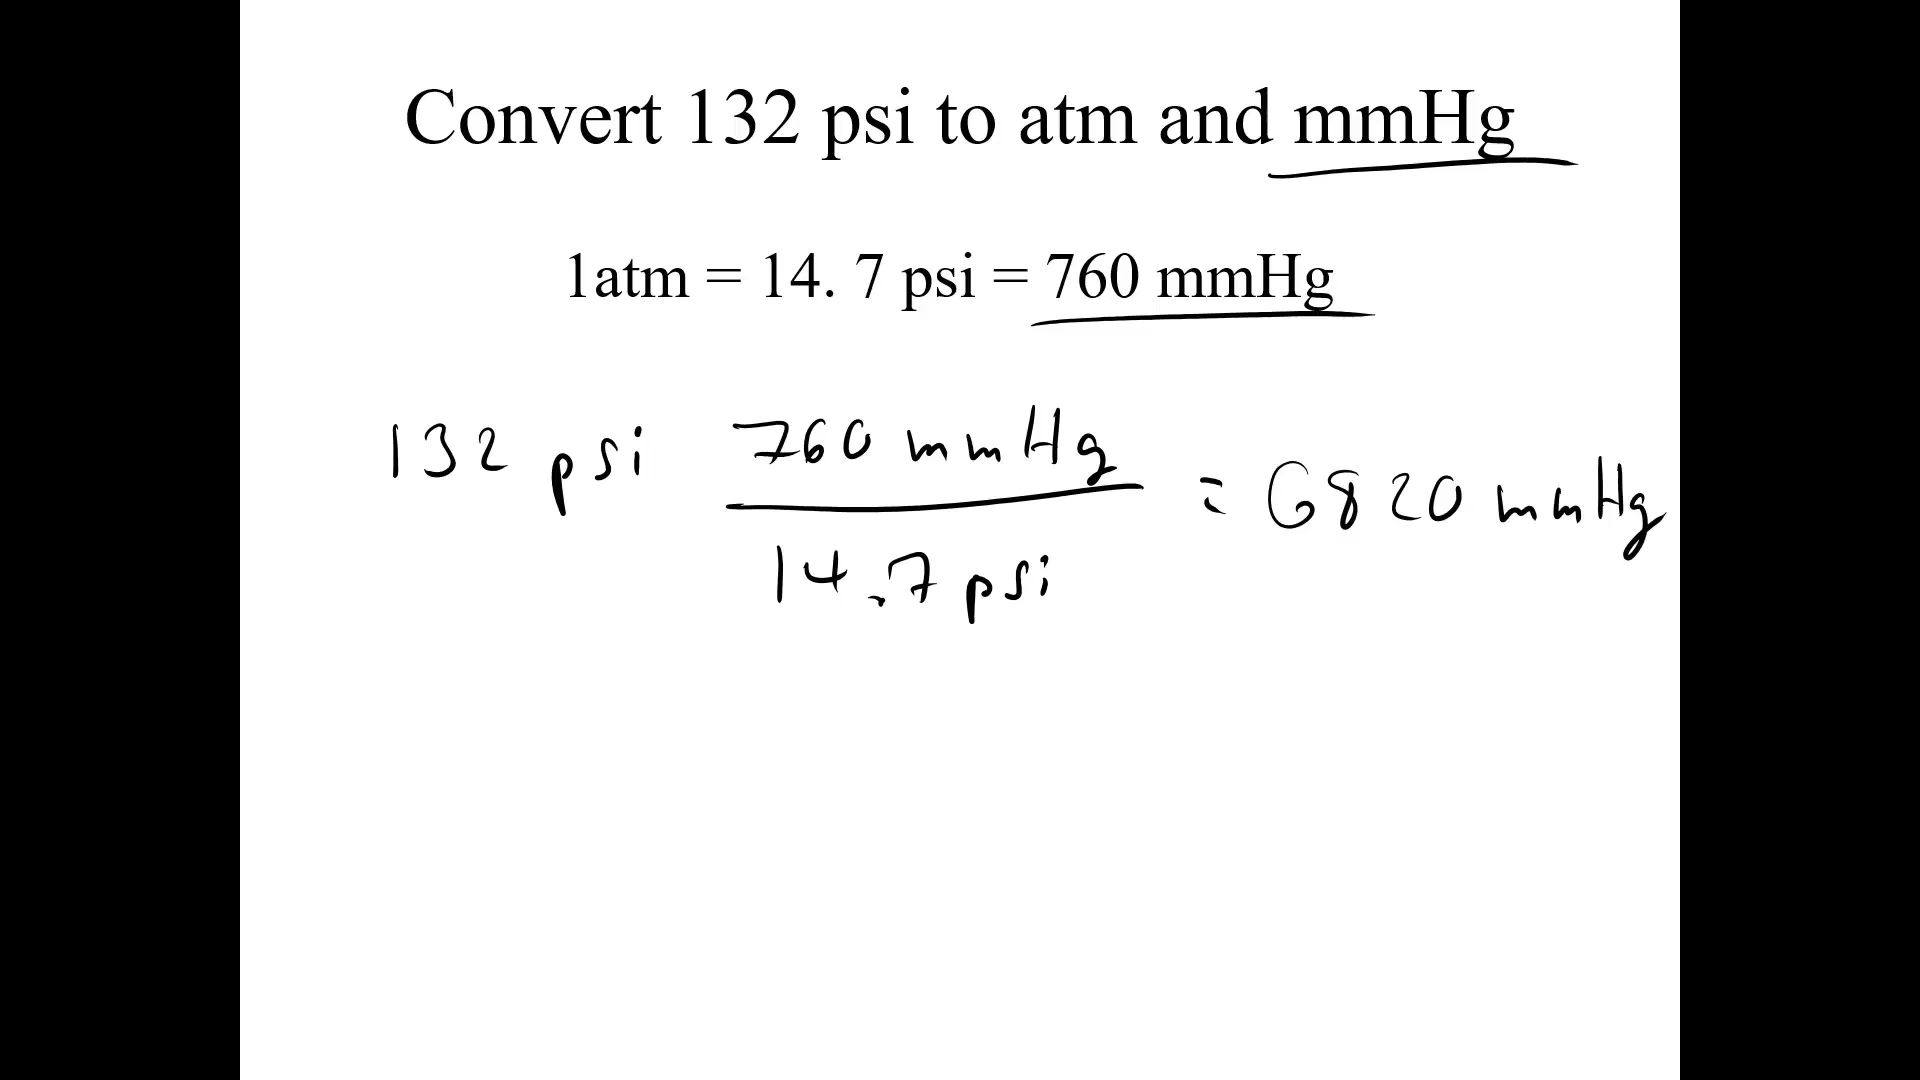 Convert 132 psi to atm and mmHg
1atm = 14. 7 psi = 760 mmHg
132 psi 760 mmHg = 6820 mmHg
14.7 psi